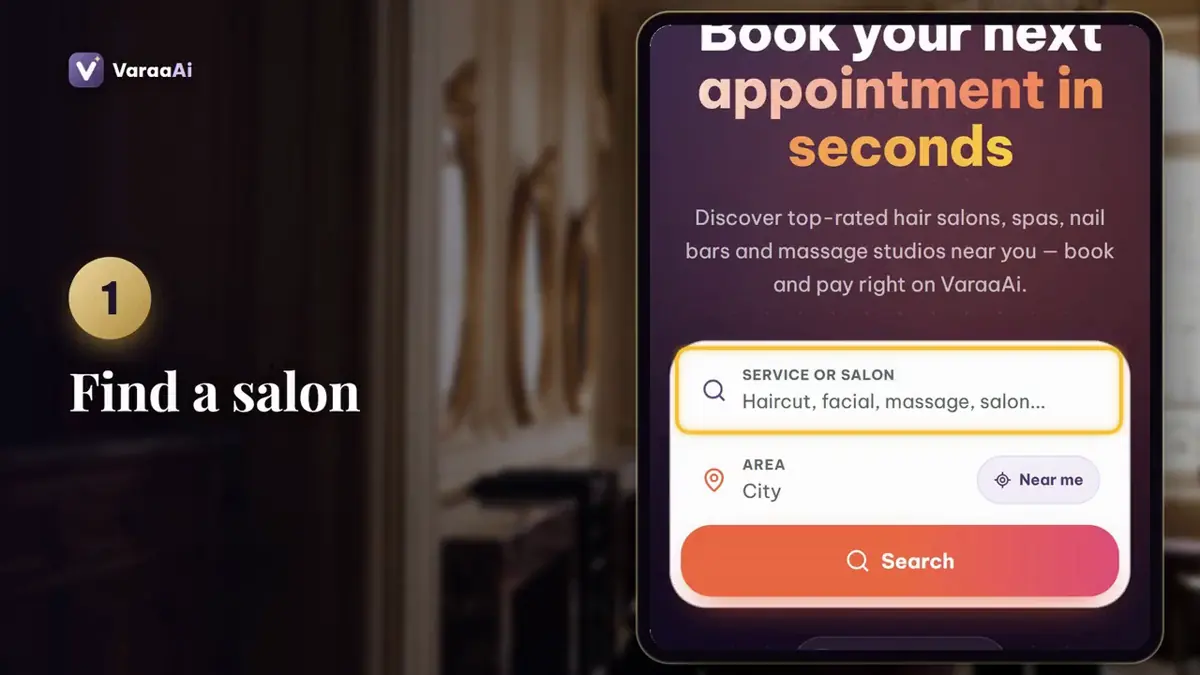 VaraaAi
1
Find a salon
Book your next
appointment in
seconds
Discover top-rated hair salons, spas, nail
bars and massage studios near you — book
and pay right on VaraaAi.
SERVICE OR SALON
Haircut, facial, massage, salon...
AREA
City
Near me
Search